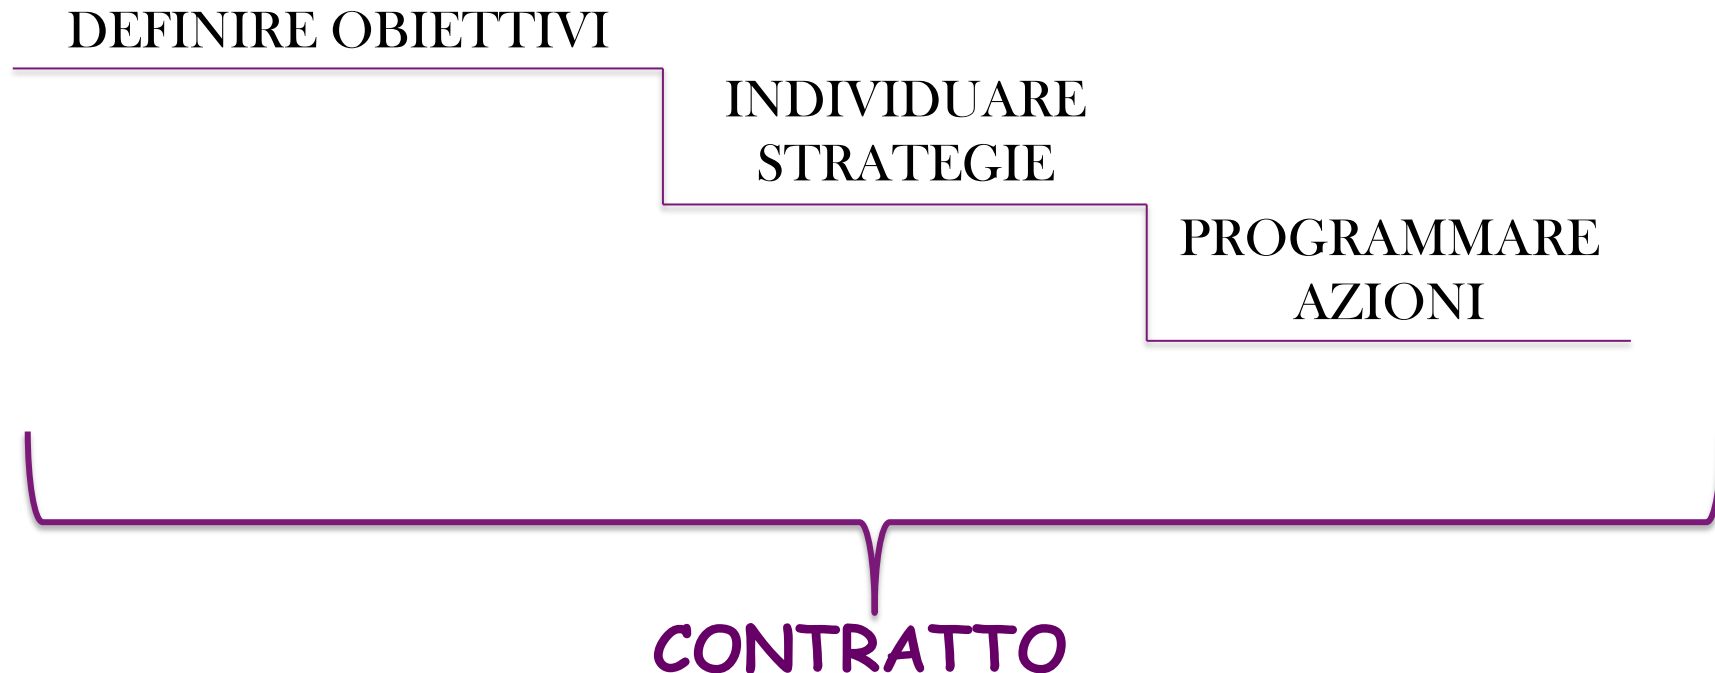 DEFINIRE OBIETTIVI
INDIVIDUARE
STRATEGIE
PROGRAMMARE
AZIONI
CONTRATTO